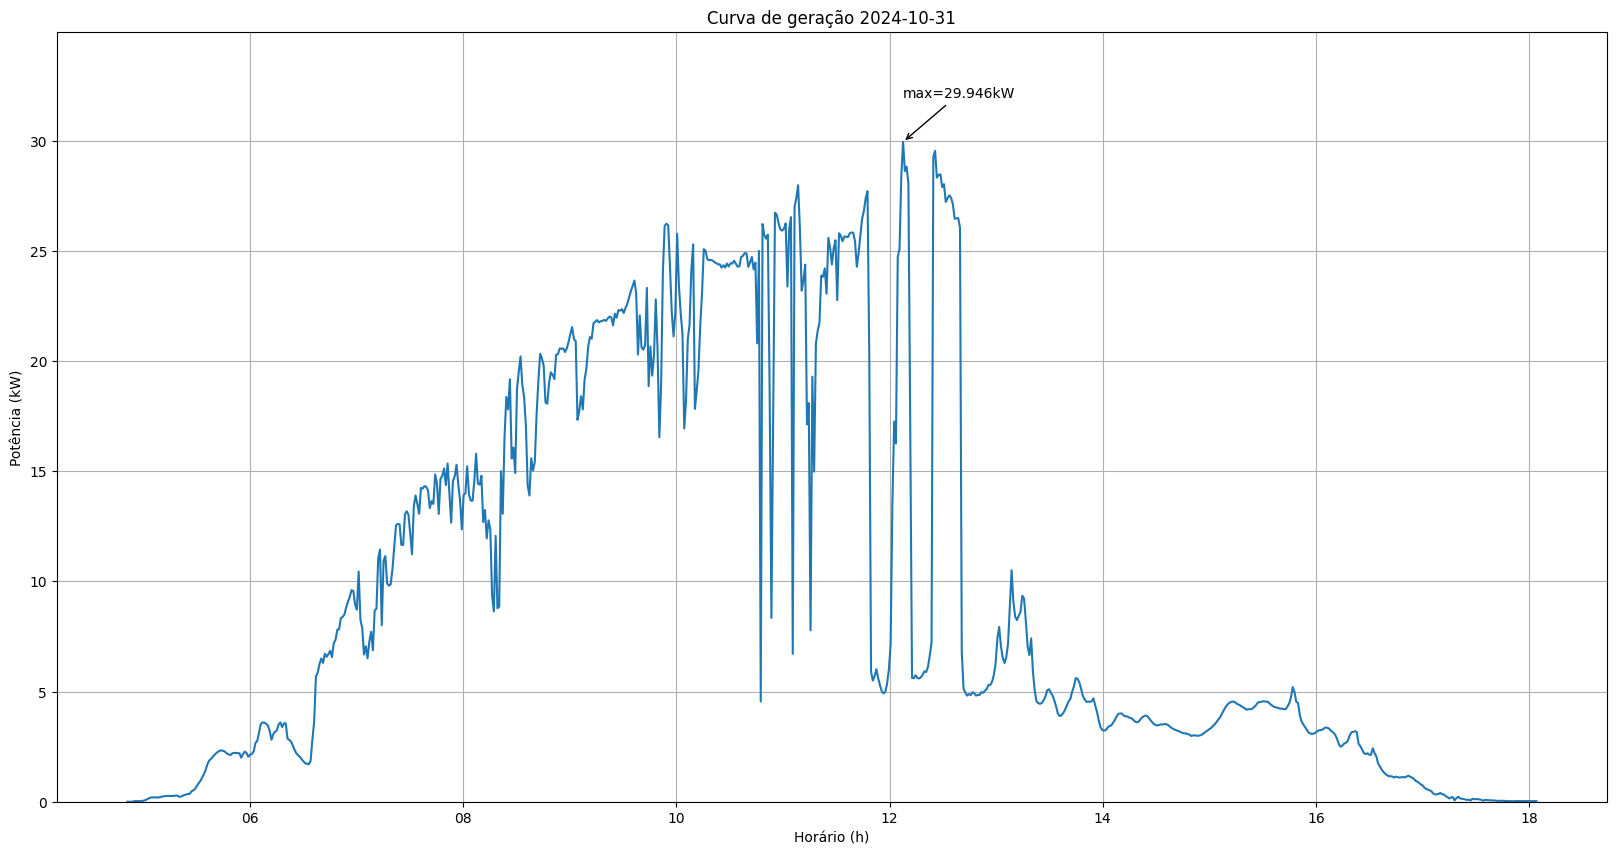 Curva de geração 2024-10-31
max=29.946kW
30
25
20
15
10
5
0
Potência (kW)
06 08 10 12 14 16 18
Horário (h)